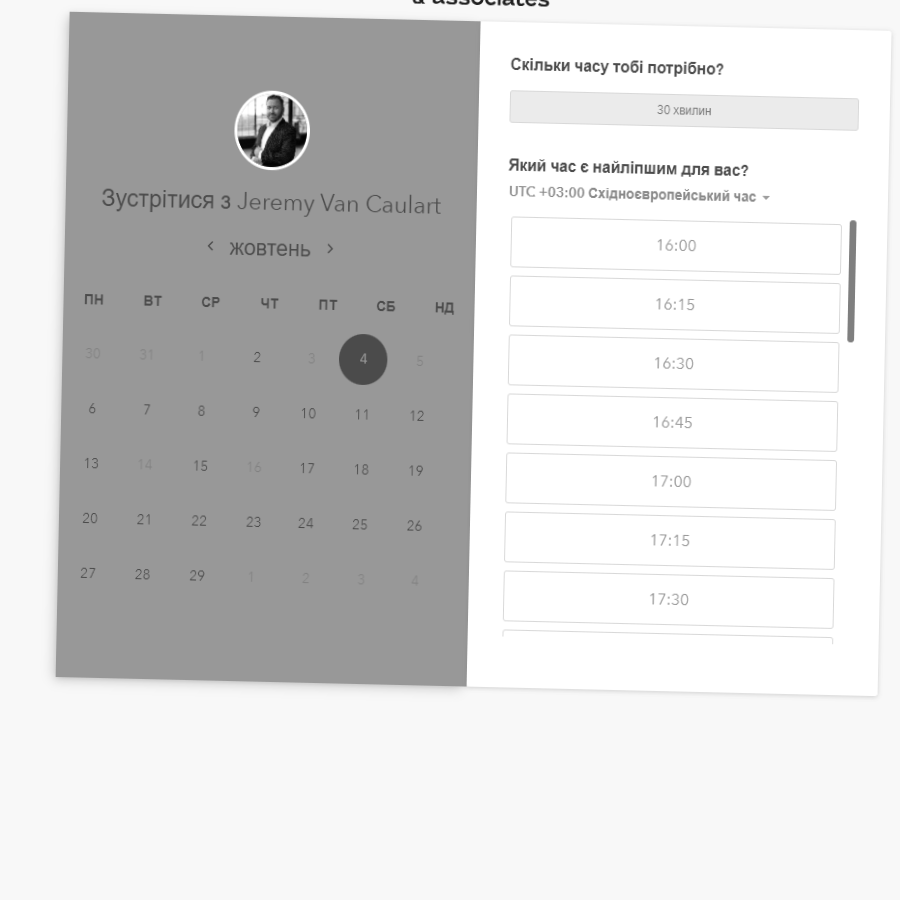 & associates
Зустрітися з Jeremy Van Caulart
жовтень
ПН ВТ СР ЧТ ПТ СБ НД
30 31 1 2 3 4 5
6 7 8 9 10 11 12
13 14 15 16 17 18 19
20 21 22 23 24 25 26
27 28 29 1 2 3 4
Скільки часу тобі потрібно?
30 хвилин
Який час є найліпшим для вас?
UTC +03:00 Східноєвропейський час
16:00
16:15
16:30
16:45
17:00
17:15
17:30